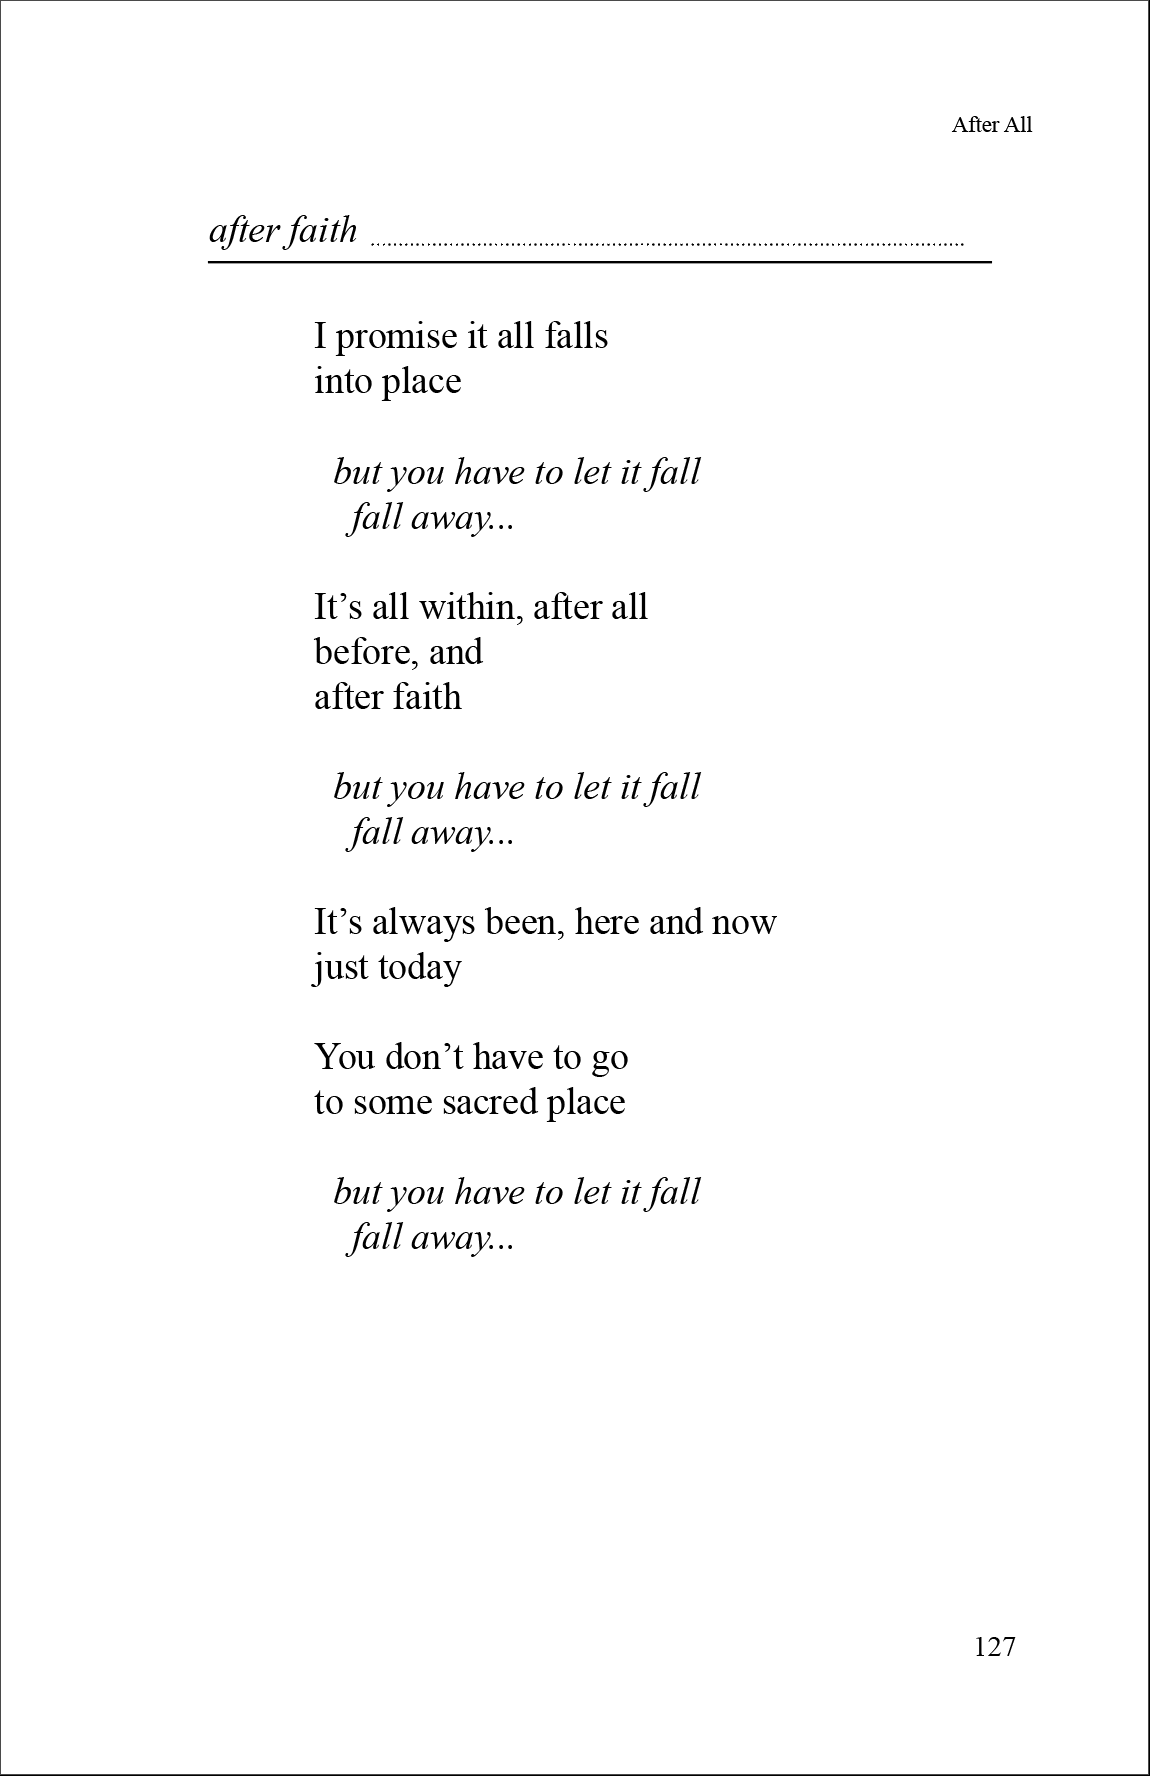 After All
after faith
I promise it all falls
into place
but you have to let it fall
fall away...
It’s all within, after all
before, and
after faith
but you have to let it fall
fall away...
It’s always been, here and now
just today
You don’t have to go
to some sacred place
but you have to let it fall
fall away...
127